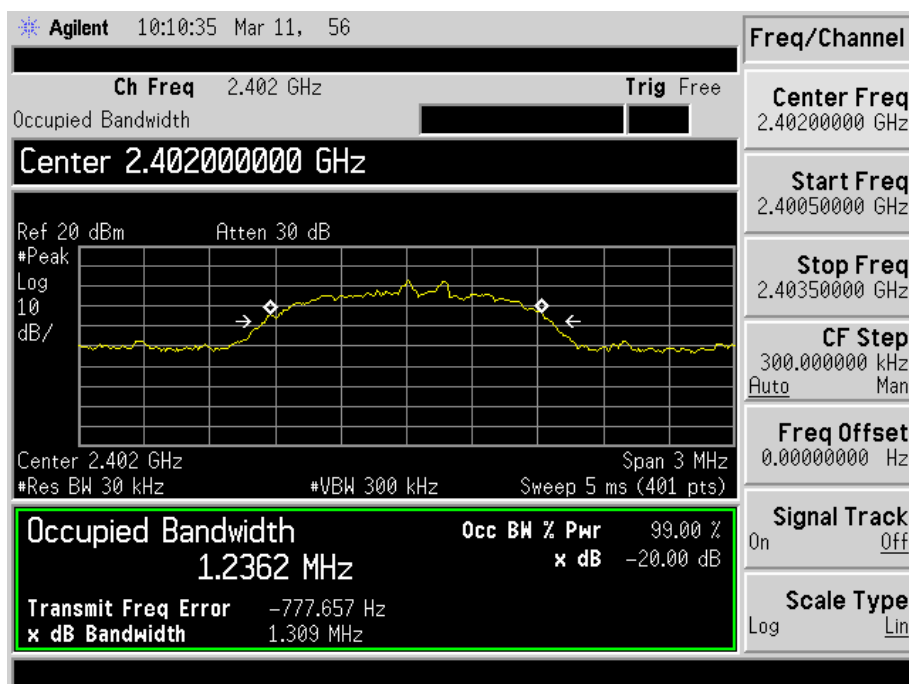 Agilent 10:10:35 Mar 11, 56
Ch Freq 2.402 GHz Trig Free
Occupied Bandwidth
Center 2.402000000 GHz
Ref 20 dBm Atten 30 dB
#Peak
Log
10
dB/
Center 2.402 GHz Span 3 MHz
#Res BW 30 kHz #VBW 300 kHz Sweep 5 ms (401 pts)
Occupied Bandwidth Occ BW % Pwr 99.00 %
1.2362 MHz x dB -20.00 dB
Transmit Freq Error -777.657 Hz
x dB Bandwidth 1.309 MHz
Freq/Channel
Center Freq
2.40200000 GHz
Start Freq
2.40050000 GHz
Stop Freq
2.40350000 GHz
CF Step
300.000000 kHz
Auto Man
Freq Offset
0.00000000 Hz
Signal Track
On Off
Scale Type
Log Lin